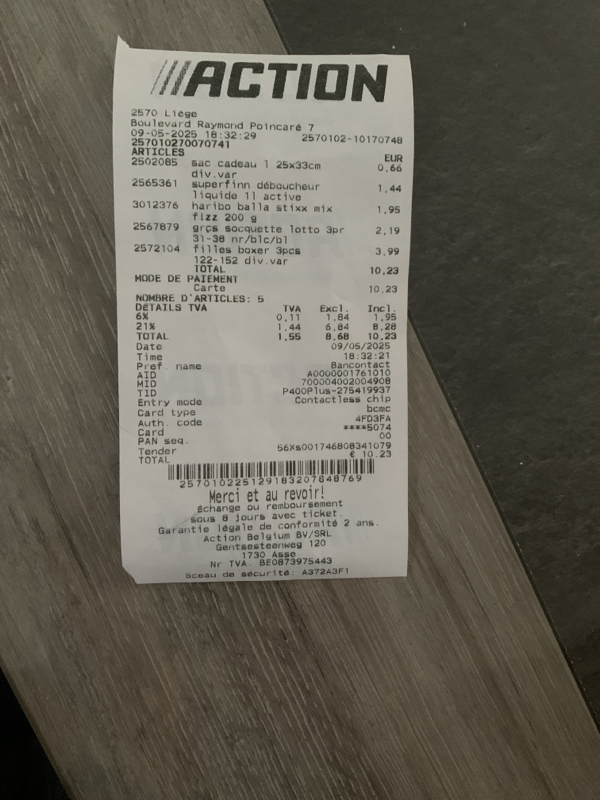 ///ACTION
2570 Liège
Boulevard Raymond Poincaré 7
09-05-2025 18:32:29 2570102-10170748
257010270070741
ARTICLES EUR
2502085 sac cadeau l 25x33cm 0,66
div.var
2565361 superfinn déboucheur 1,44
liquide 1l active
3012376 haribo balla stixx mix 1,95
fizz 200 g
2567879 grçs socquette lotto 3pr 2,19
31-38 nr/blc/bl
2572104 filles boxer 3pcs 3,99
122-152 div.var
TOTAL 10,23
MODE DE PAIEMENT
Carte 10,23
NOMBRE D'ARTICLES: 5
DÉTAILS TVA TVA Excl. Incl.
6% 0,11 1,84 1,95
21% 1,44 6,84 8,28
TOTAL 1,55 8,68 10,23
Date 09/05/2025
Time 18:32:21
Pref. name Bancontact
AID A0000001761010
MID 700004002004908
TID P400Plus-275419937
Entry mode Contactless chip
Card type bcmc
Auth. code 4FD3FA
Card ****5074
PAN seq. 00
Tender 56Xs001746808341079
TOTAL € 10,23
257010225129183207848769
Merci et au revoir!
Échange ou remboursement
sous 8 jours avec ticket.
Garantie légale de conformité 2 ans.
Action Belgium BV/SRL
Gentsesteenweg 120
1730 Asse
Nr TVA. BE0873975443
Sceau de sécurité: A372A3F1